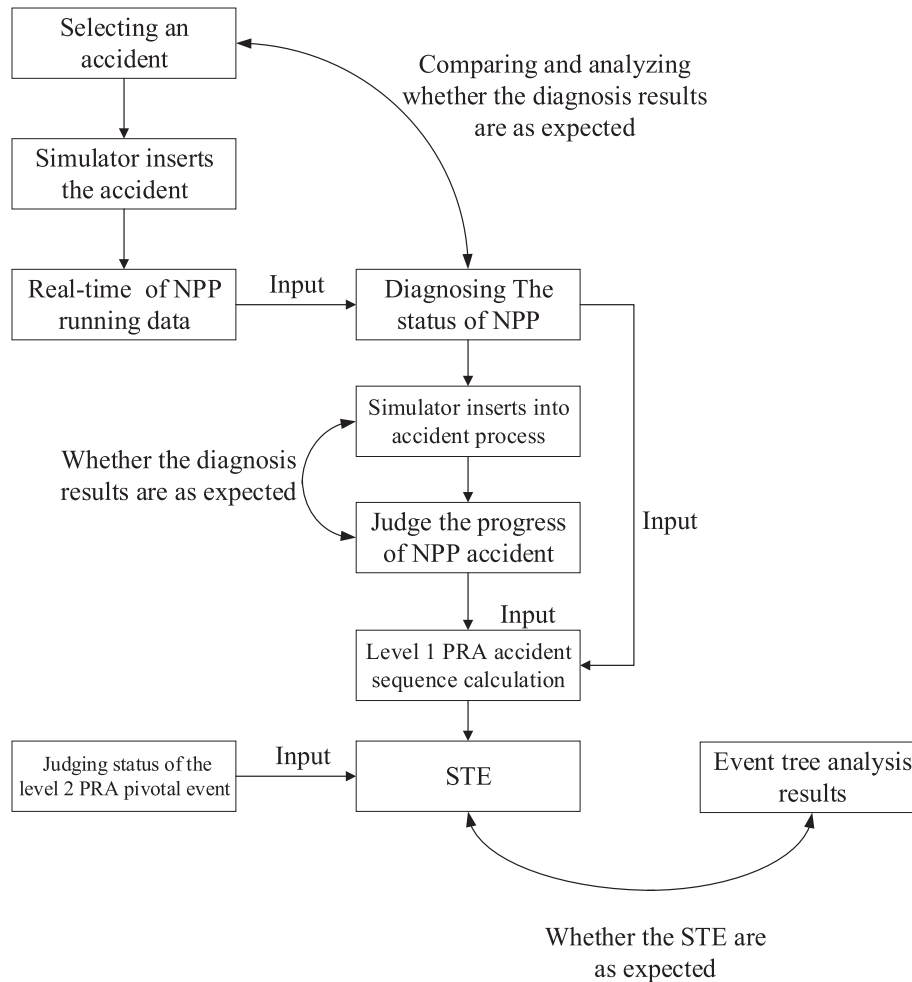 Selecting an
accident
Comparing and analyzing
whether the diagnosis results
are as expected
Simulator inserts
the accident
Real-time of NPP
running data
Input
Diagnosing The
status of NPP
Simulator inserts into
accident process
Whether the diagnosis
results are as expected
Judge the progress
of NPP accident
Input
Input
Level 1 PRA accident
sequence calculation
Judging status of the
level 2 PRA pivotal event
Input
STE
Event tree analysis
results
Whether the STE are
as expected